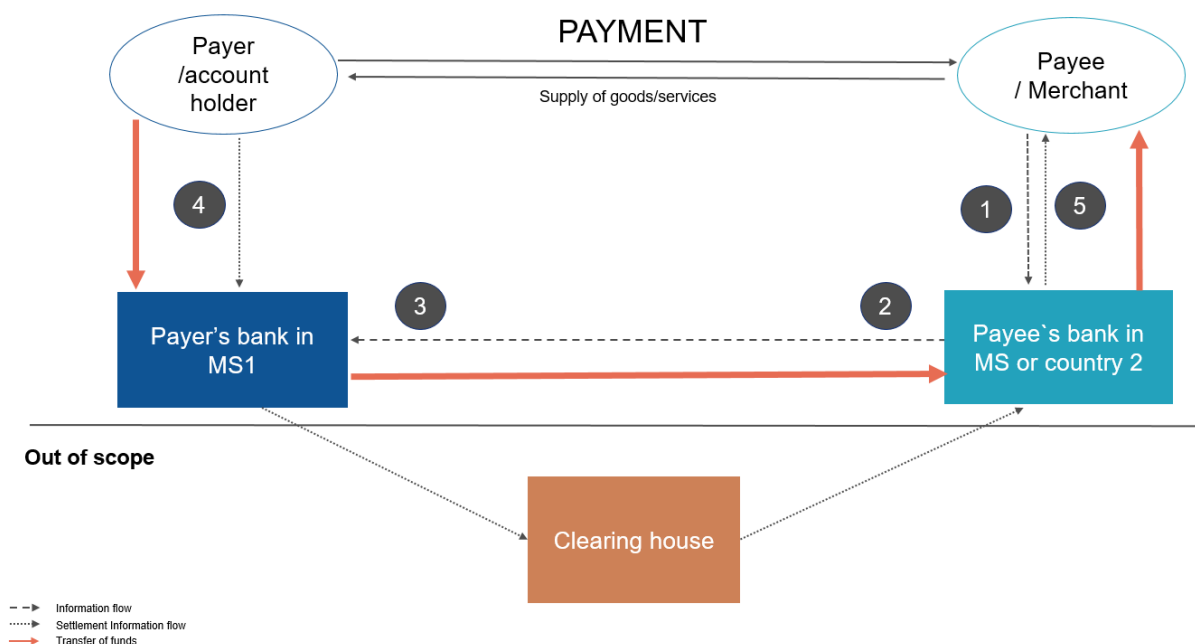 PAYMENT
Payer
/account
holder
Payee
/ Merchant
Supply of goods/services
4
1
5
3
2
Payer’s bank in
MS1
Payee`s bank in
MS or country 2
Out of scope
Clearing house
Information flow
Settlement Information flow
Transfer of funds